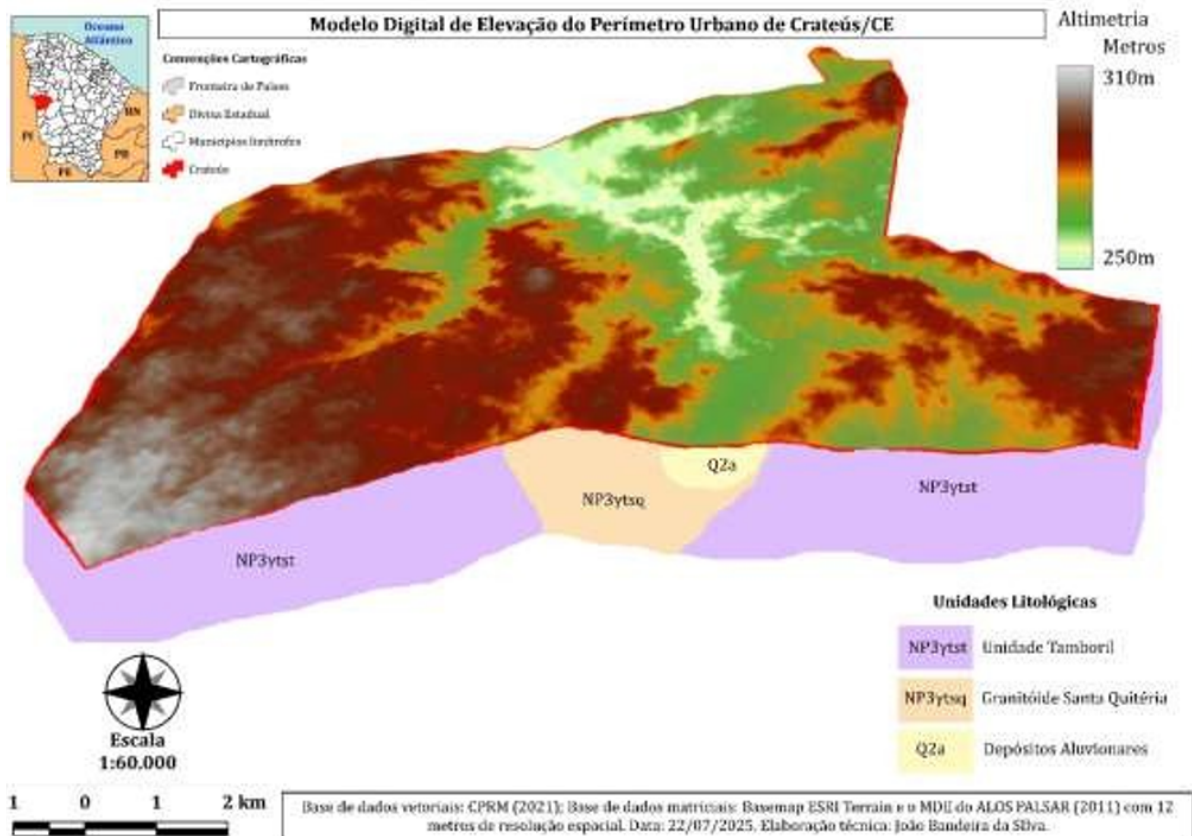 Modelo Digital de Elevação do Perímetro Urbano de Crateús/CE
Oceano
Atlântico
RN
PI
PB
PE
Convenções Cartográficas
Fronteira de Países
Divisa Estadual
Municípios limítrofes
Crateús
Altimetria
Metros
310m
250m
Q2a
NP3ytsq
NP3ytst
NP3ytst
Unidades Litológicas
NP3ytst Unidade Tamboril
NP3ytsq Granitóide Santa Quitéria
Q2a Depósitos Aluvionares
Escala
1:60.000
1 0 1 2 km
Base de dados vetoriais: CPRM (2021); Base de dados matriciais: Basemap ESRI Terrain e o MDE do ALOS PALSAR (2011) com 12
metros de resolução espacial. Data: 22/07/2025. Elaboração técnica: João Bandeira da Silva.